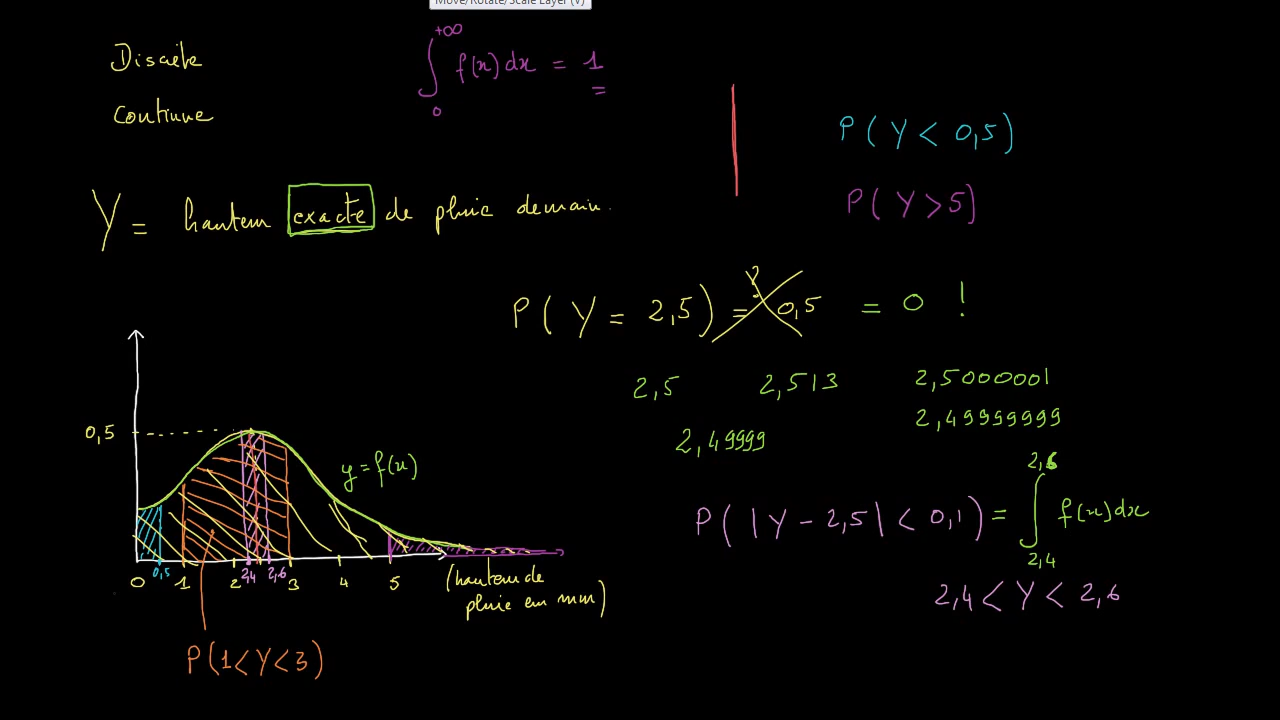 Move/Rotate/Scale Layer (V)
Discrète
∫₀^{+∞} f(x) dx = 1
continue
P( Y < 0,5)
P( Y > 5)
Y = hauteur exacte de pluie demain.
P( Y = 2,5) = 0,5 = 0 !
?
2,5 2,513 2,5000001
2,49999999
2,4999
0,5
y = f(x)
P( |Y - 2,5| < 0,1) = ∫_{2,4}^{2,6} f(x) dx
2,4 < Y < 2,6
0 0,5 1 2 2,4 2,6 3 4 5
(hauteur de
pluie en mm)
P(1<Y<3)